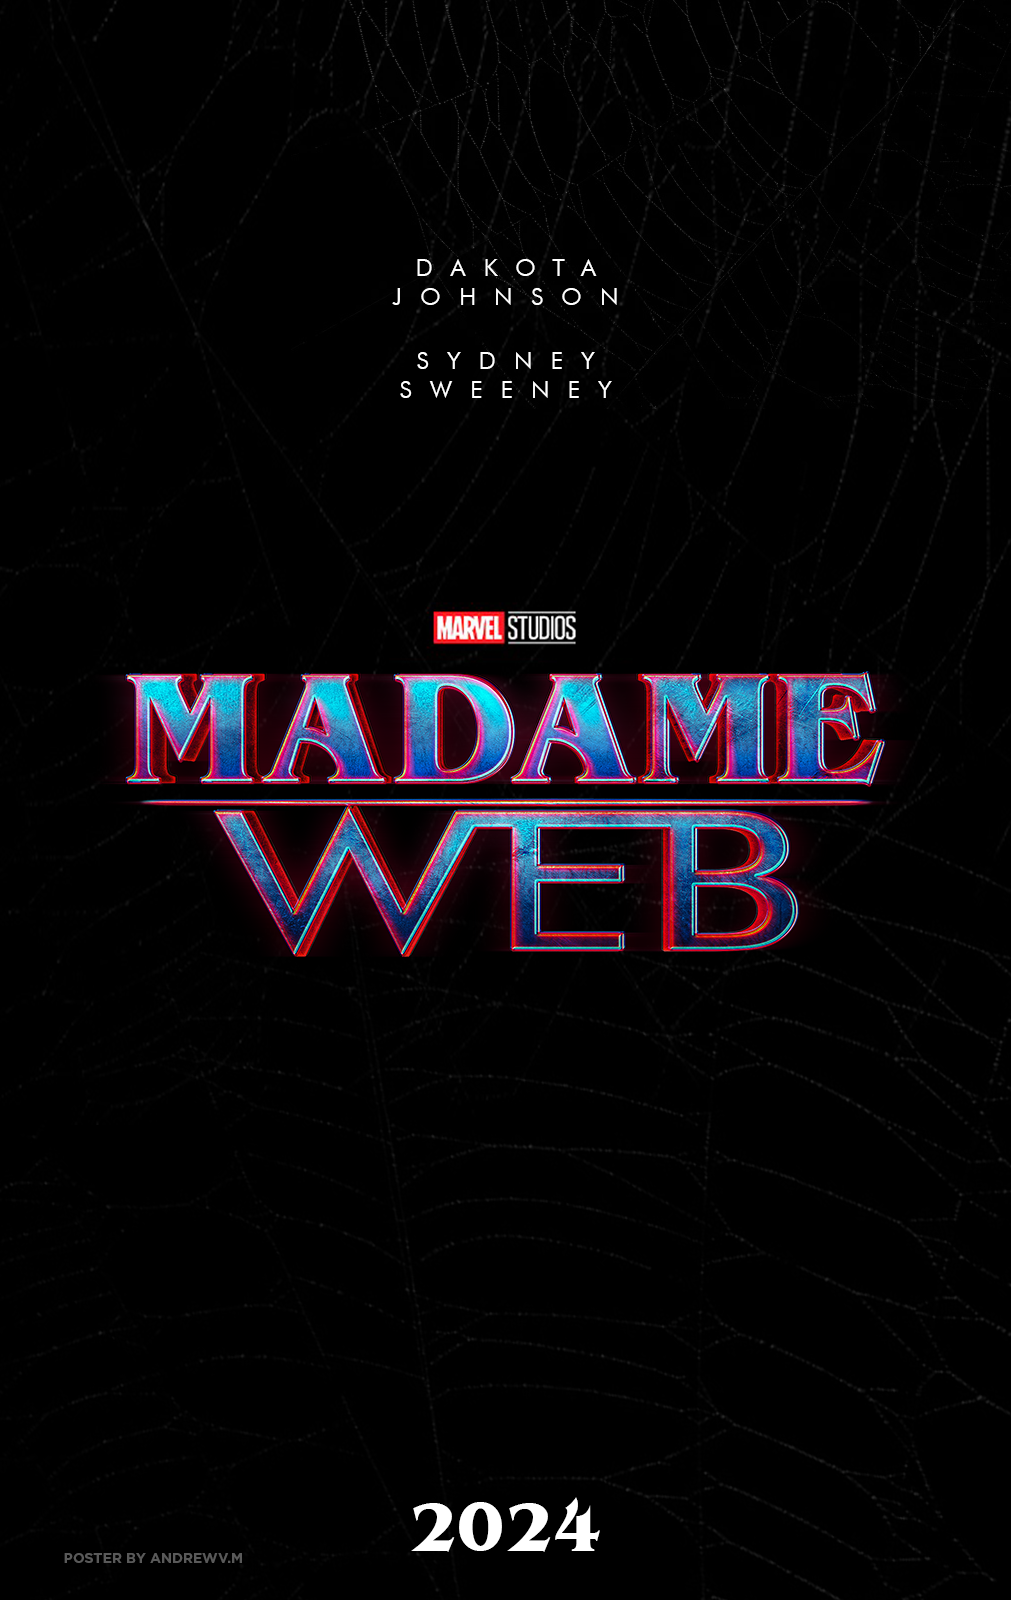 DAKOTA
JOHNSON
SYDNEY
SWEENEY
MARVEL STUDIOS
MADAME
WEB
2024
POSTER BY ANDREWV.M